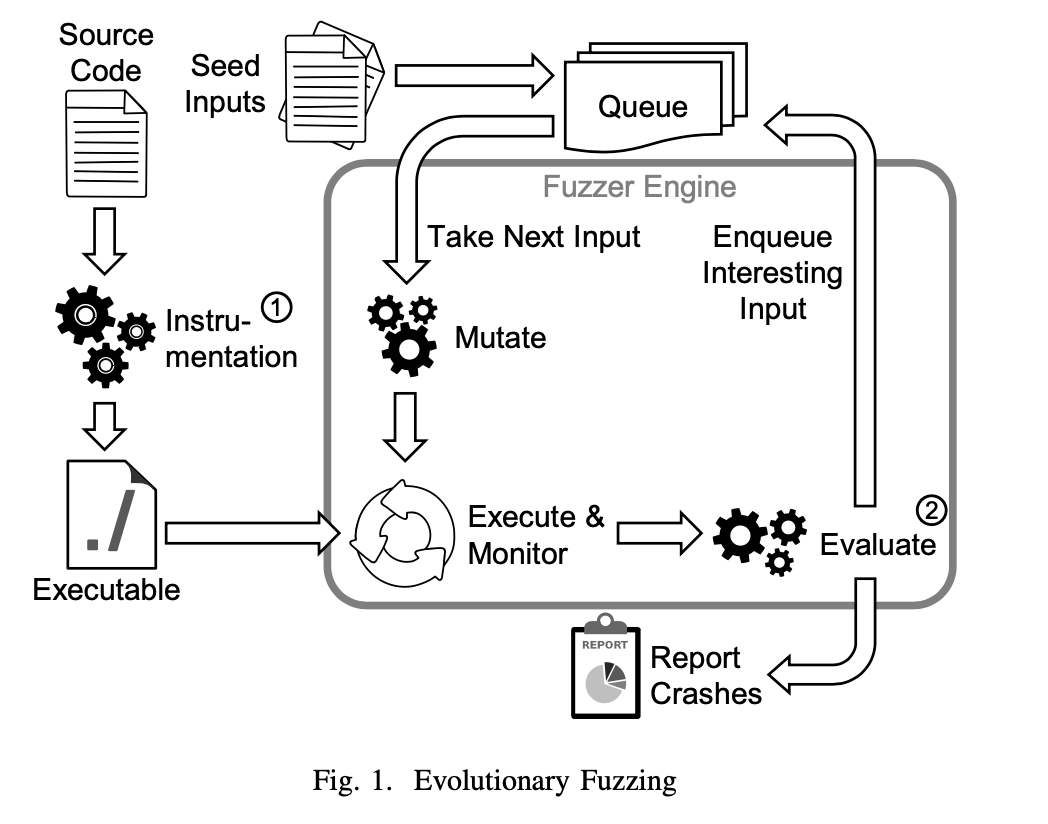 Source
Code
Seed
Inputs
Queue
Fuzzer Engine
Take Next Input
Enqueue
Interesting
Input
Instru-
①
mentation
Mutate
./
Executable
Execute &
Monitor
②
Evaluate
REPORT
Report
Crashes
Fig. 1. Evolutionary Fuzzing